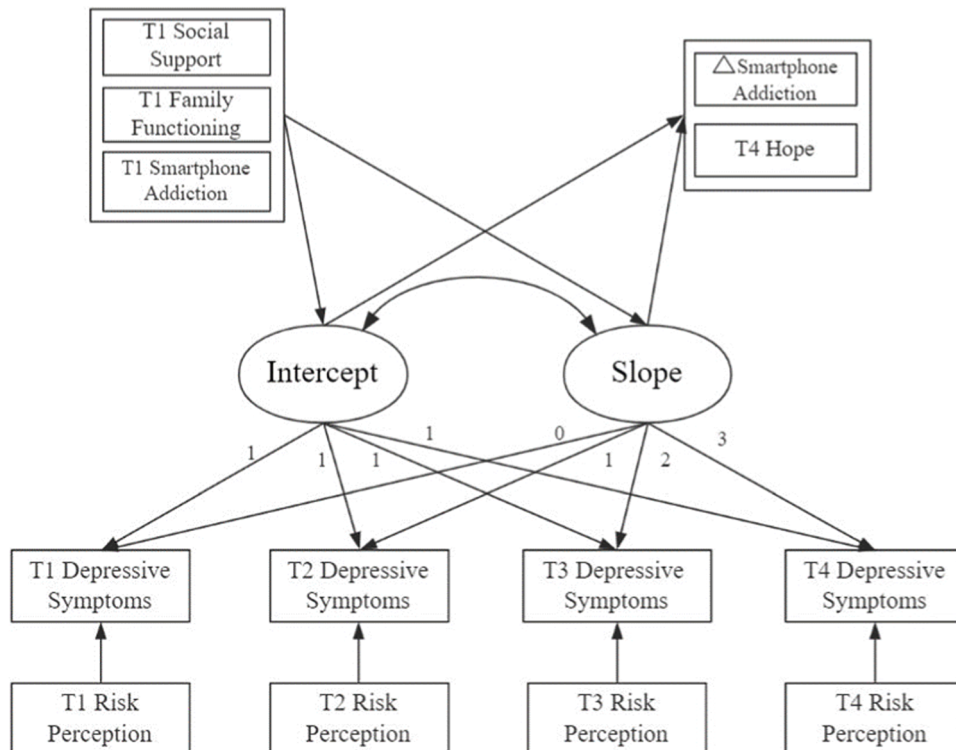 T1 Social
Support
T1 Family
Functioning
T1 Smartphone
Addiction
△Smartphone
Addiction
T4 Hope
Intercept
Slope
1
1
1
1
0
1
2
3
T1 Depressive
Symptoms
T2 Depressive
Symptoms
T3 Depressive
Symptoms
T4 Depressive
Symptoms
T1 Risk
Perception
T2 Risk
Perception
T3 Risk
Perception
T4 Risk
Perception